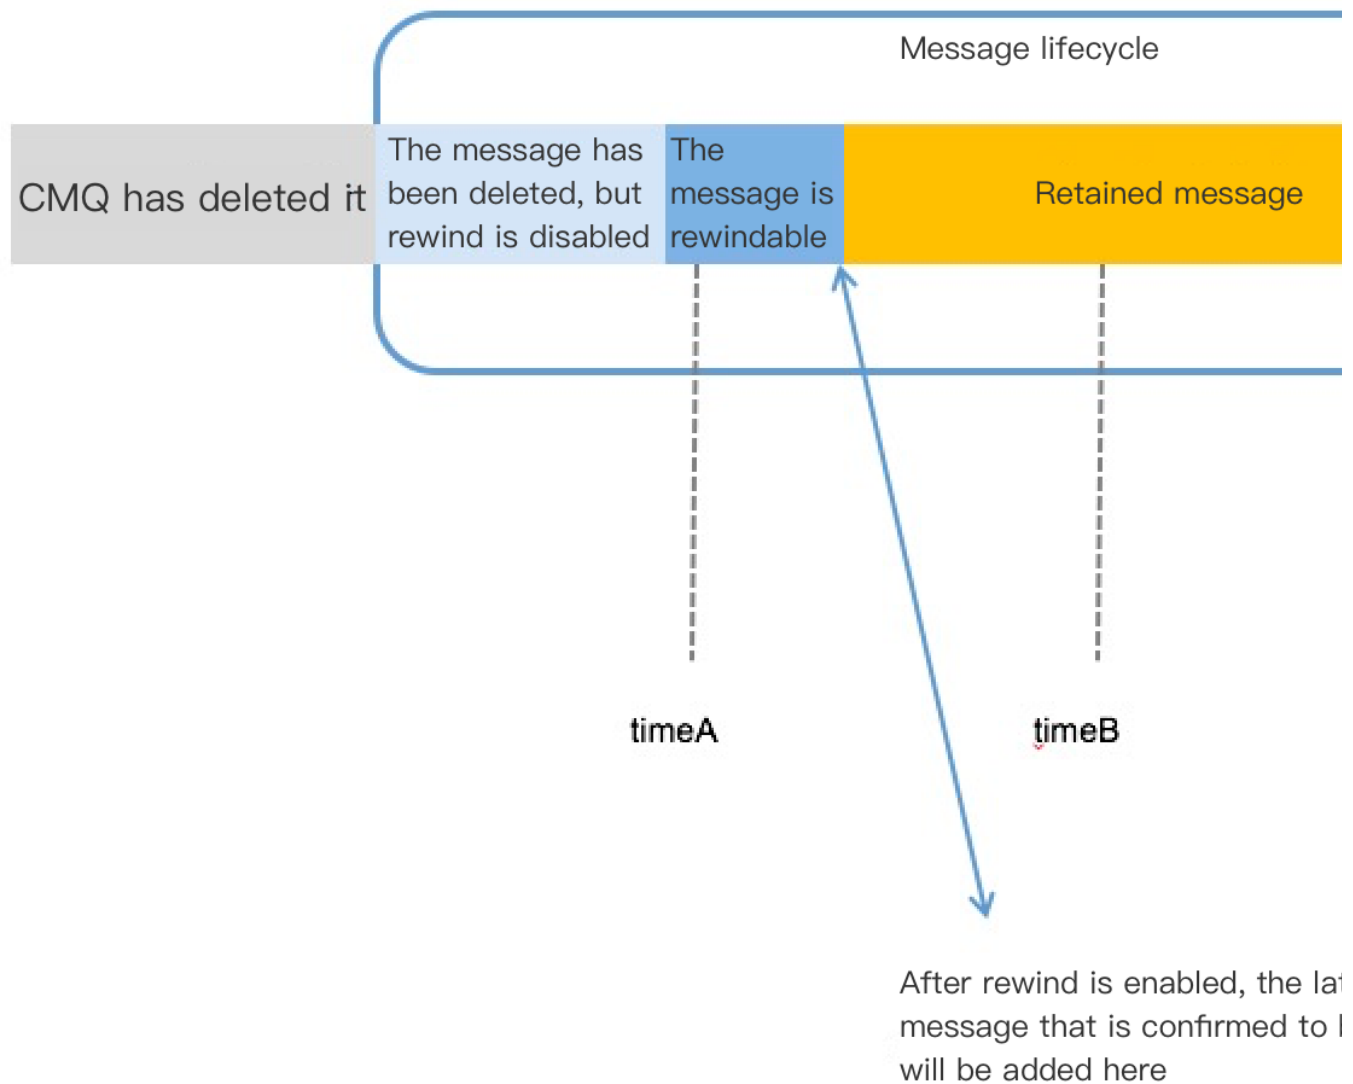 Message lifecycle
CMQ has deleted it
The message has
been deleted, but
rewind is disabled
The
message is
rewindable
Retained message
timeA
timeB
After rewind is enabled, the
message that is confirmed to
will be added here